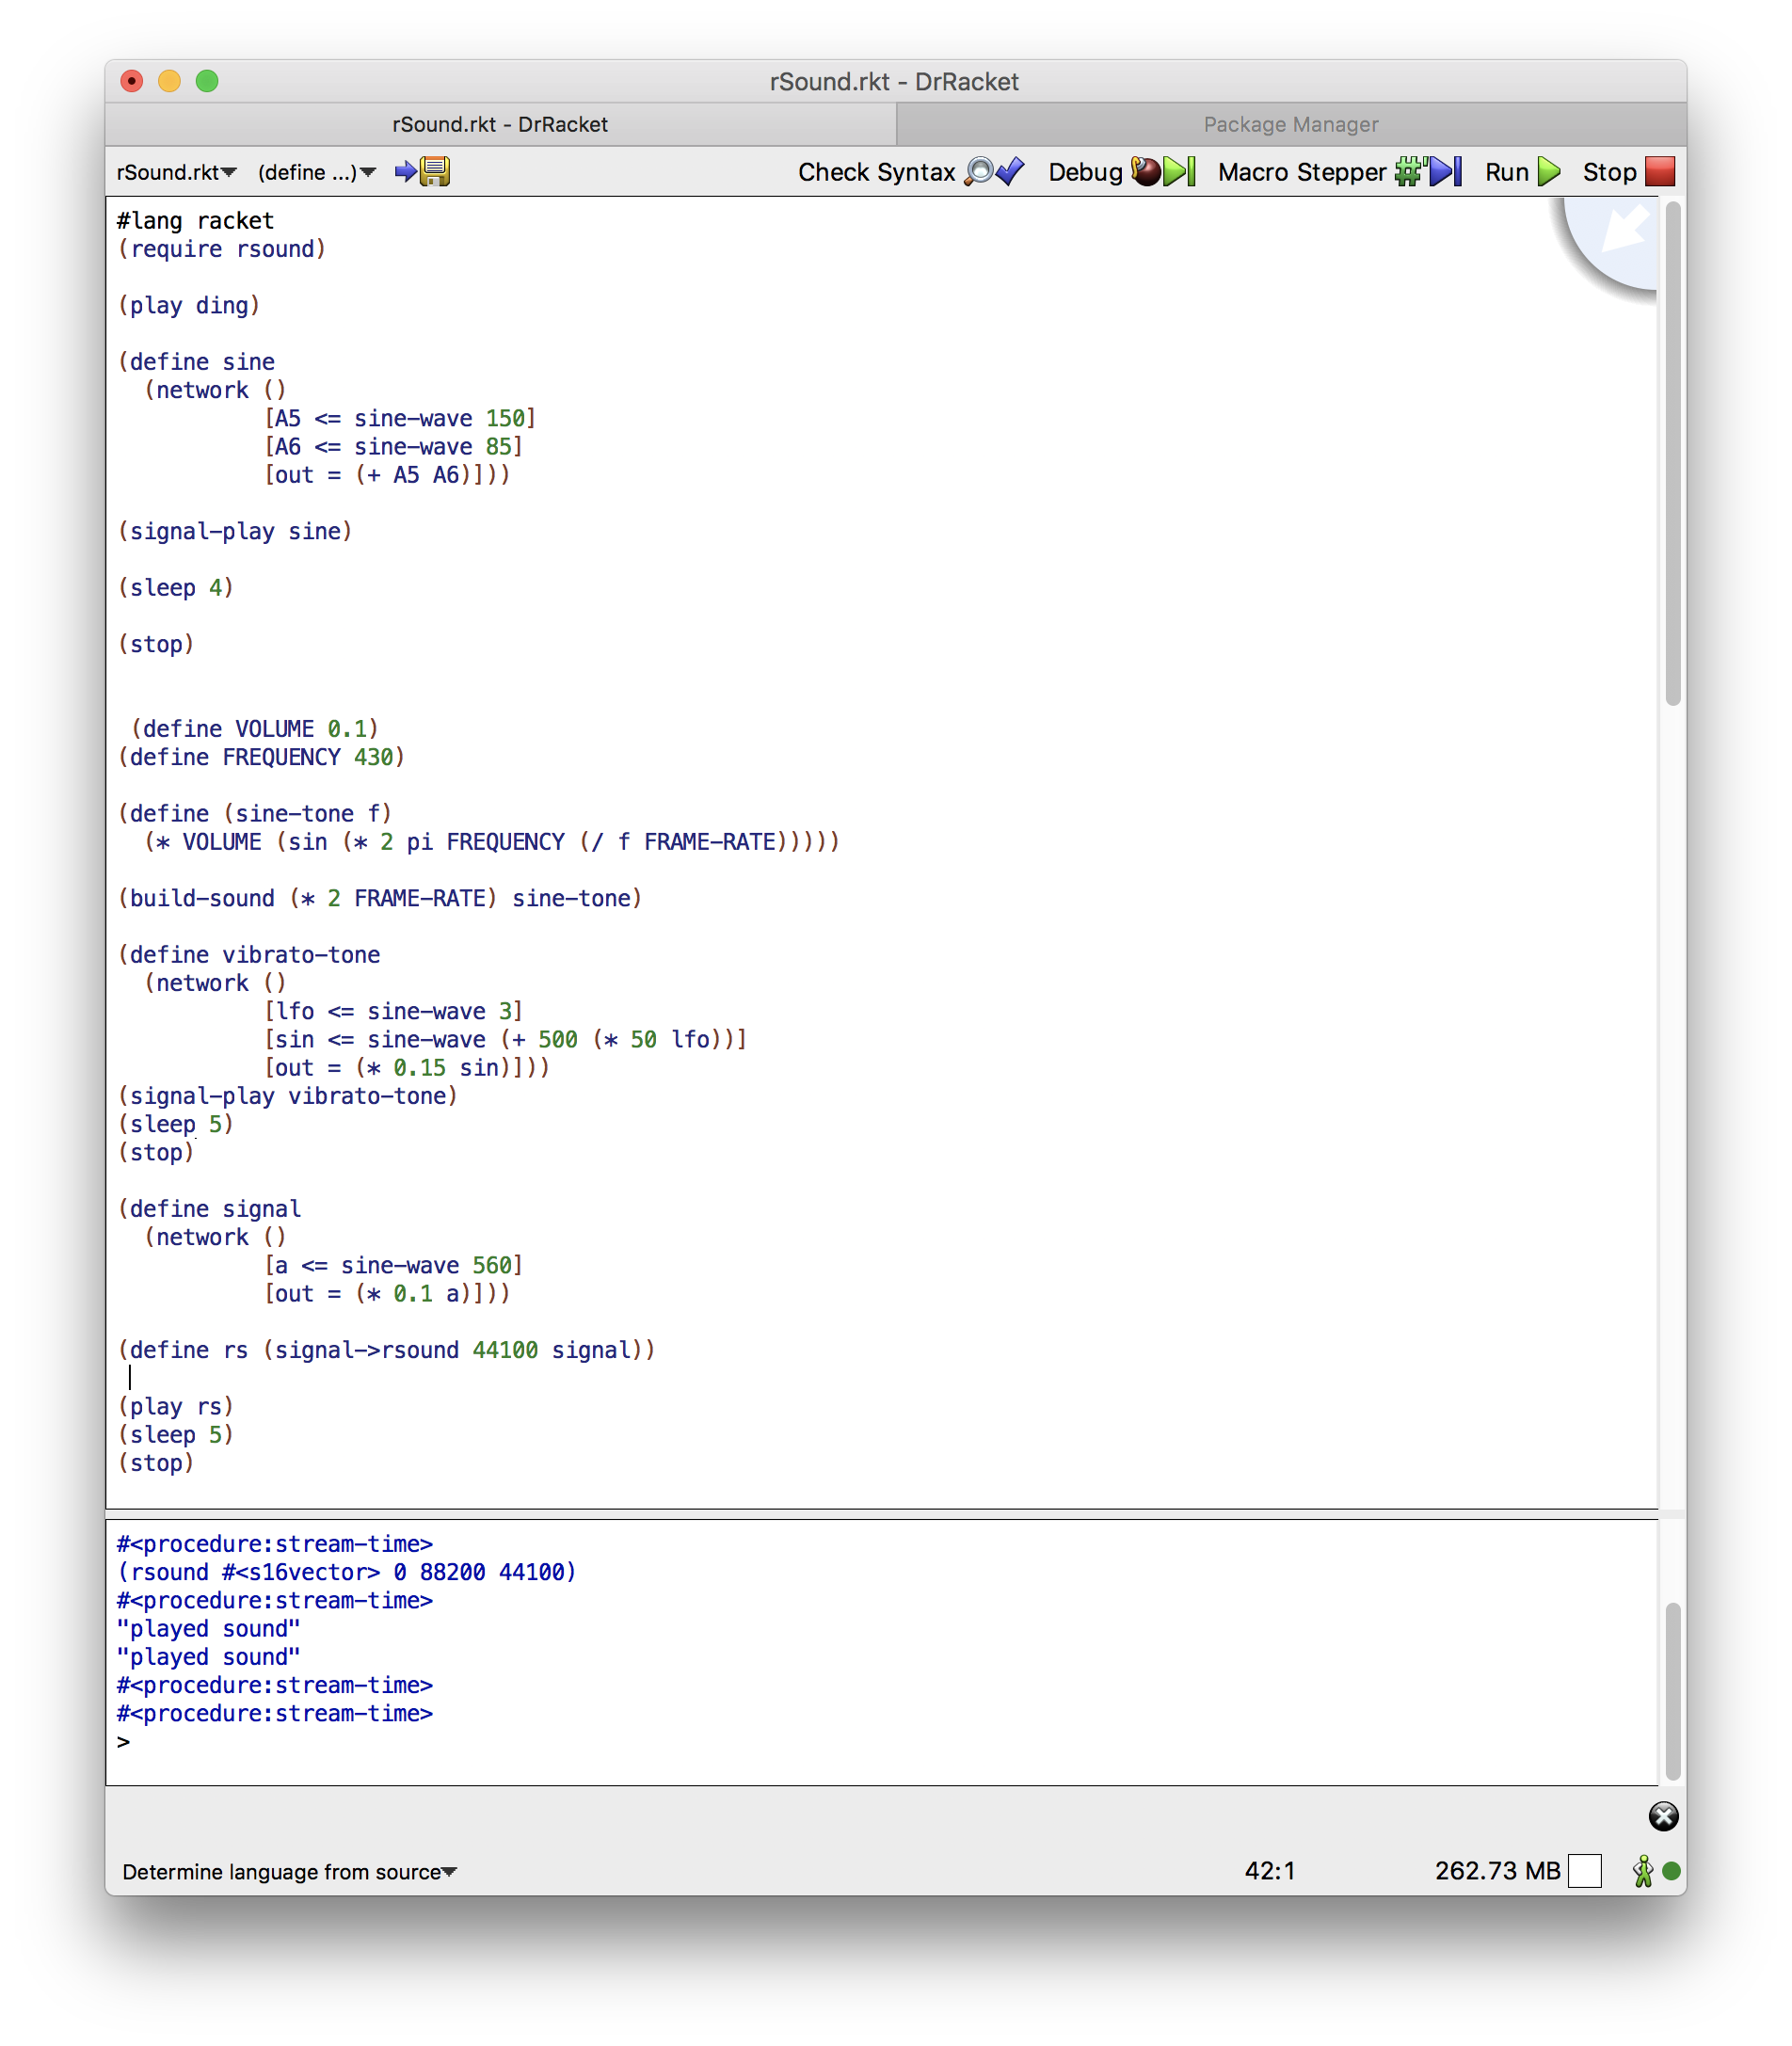 rSound.rkt - DrRacket
rSound.rkt - DrRacket
Package Manager
rSound.rkt (define ...) Check Syntax Debug Macro Stepper Run Stop
#lang racket
(require rsound)
(play ding)
(define sine
  (network ()
           [A5 <= sine-wave 150]
           [A6 <= sine-wave 85]
           [out = (+ A5 A6)]))
(signal-play sine)
(sleep 4)
(stop)
 (define VOLUME 0.1)
(define FREQUENCY 430)
(define (sine-tone f)
  (* VOLUME (sin (* 2 pi FREQUENCY (/ f FRAME-RATE)))))
(build-sound (* 2 FRAME-RATE) sine-tone)
(define vibrato-tone
  (network ()
           [lfo <= sine-wave 3]
           [sin <= sine-wave (+ 500 (* 50 lfo))]
           [out = (* 0.15 sin)]))
(signal-play vibrato-tone)
(sleep 5)
(stop)
(define signal
  (network ()
           [a <= sine-wave 560]
           [out = (* 0.1 a)]))
(define rs (signal->rsound 44100 signal))
(play rs)
(sleep 5)
(stop)
#<procedure:stream-time>
(rsound #<s16vector> 0 88200 44100)
#<procedure:stream-time>
"played sound"
"played sound"
#<procedure:stream-time>
#<procedure:stream-time>
>
Determine language from source 42:1 262.73 MB